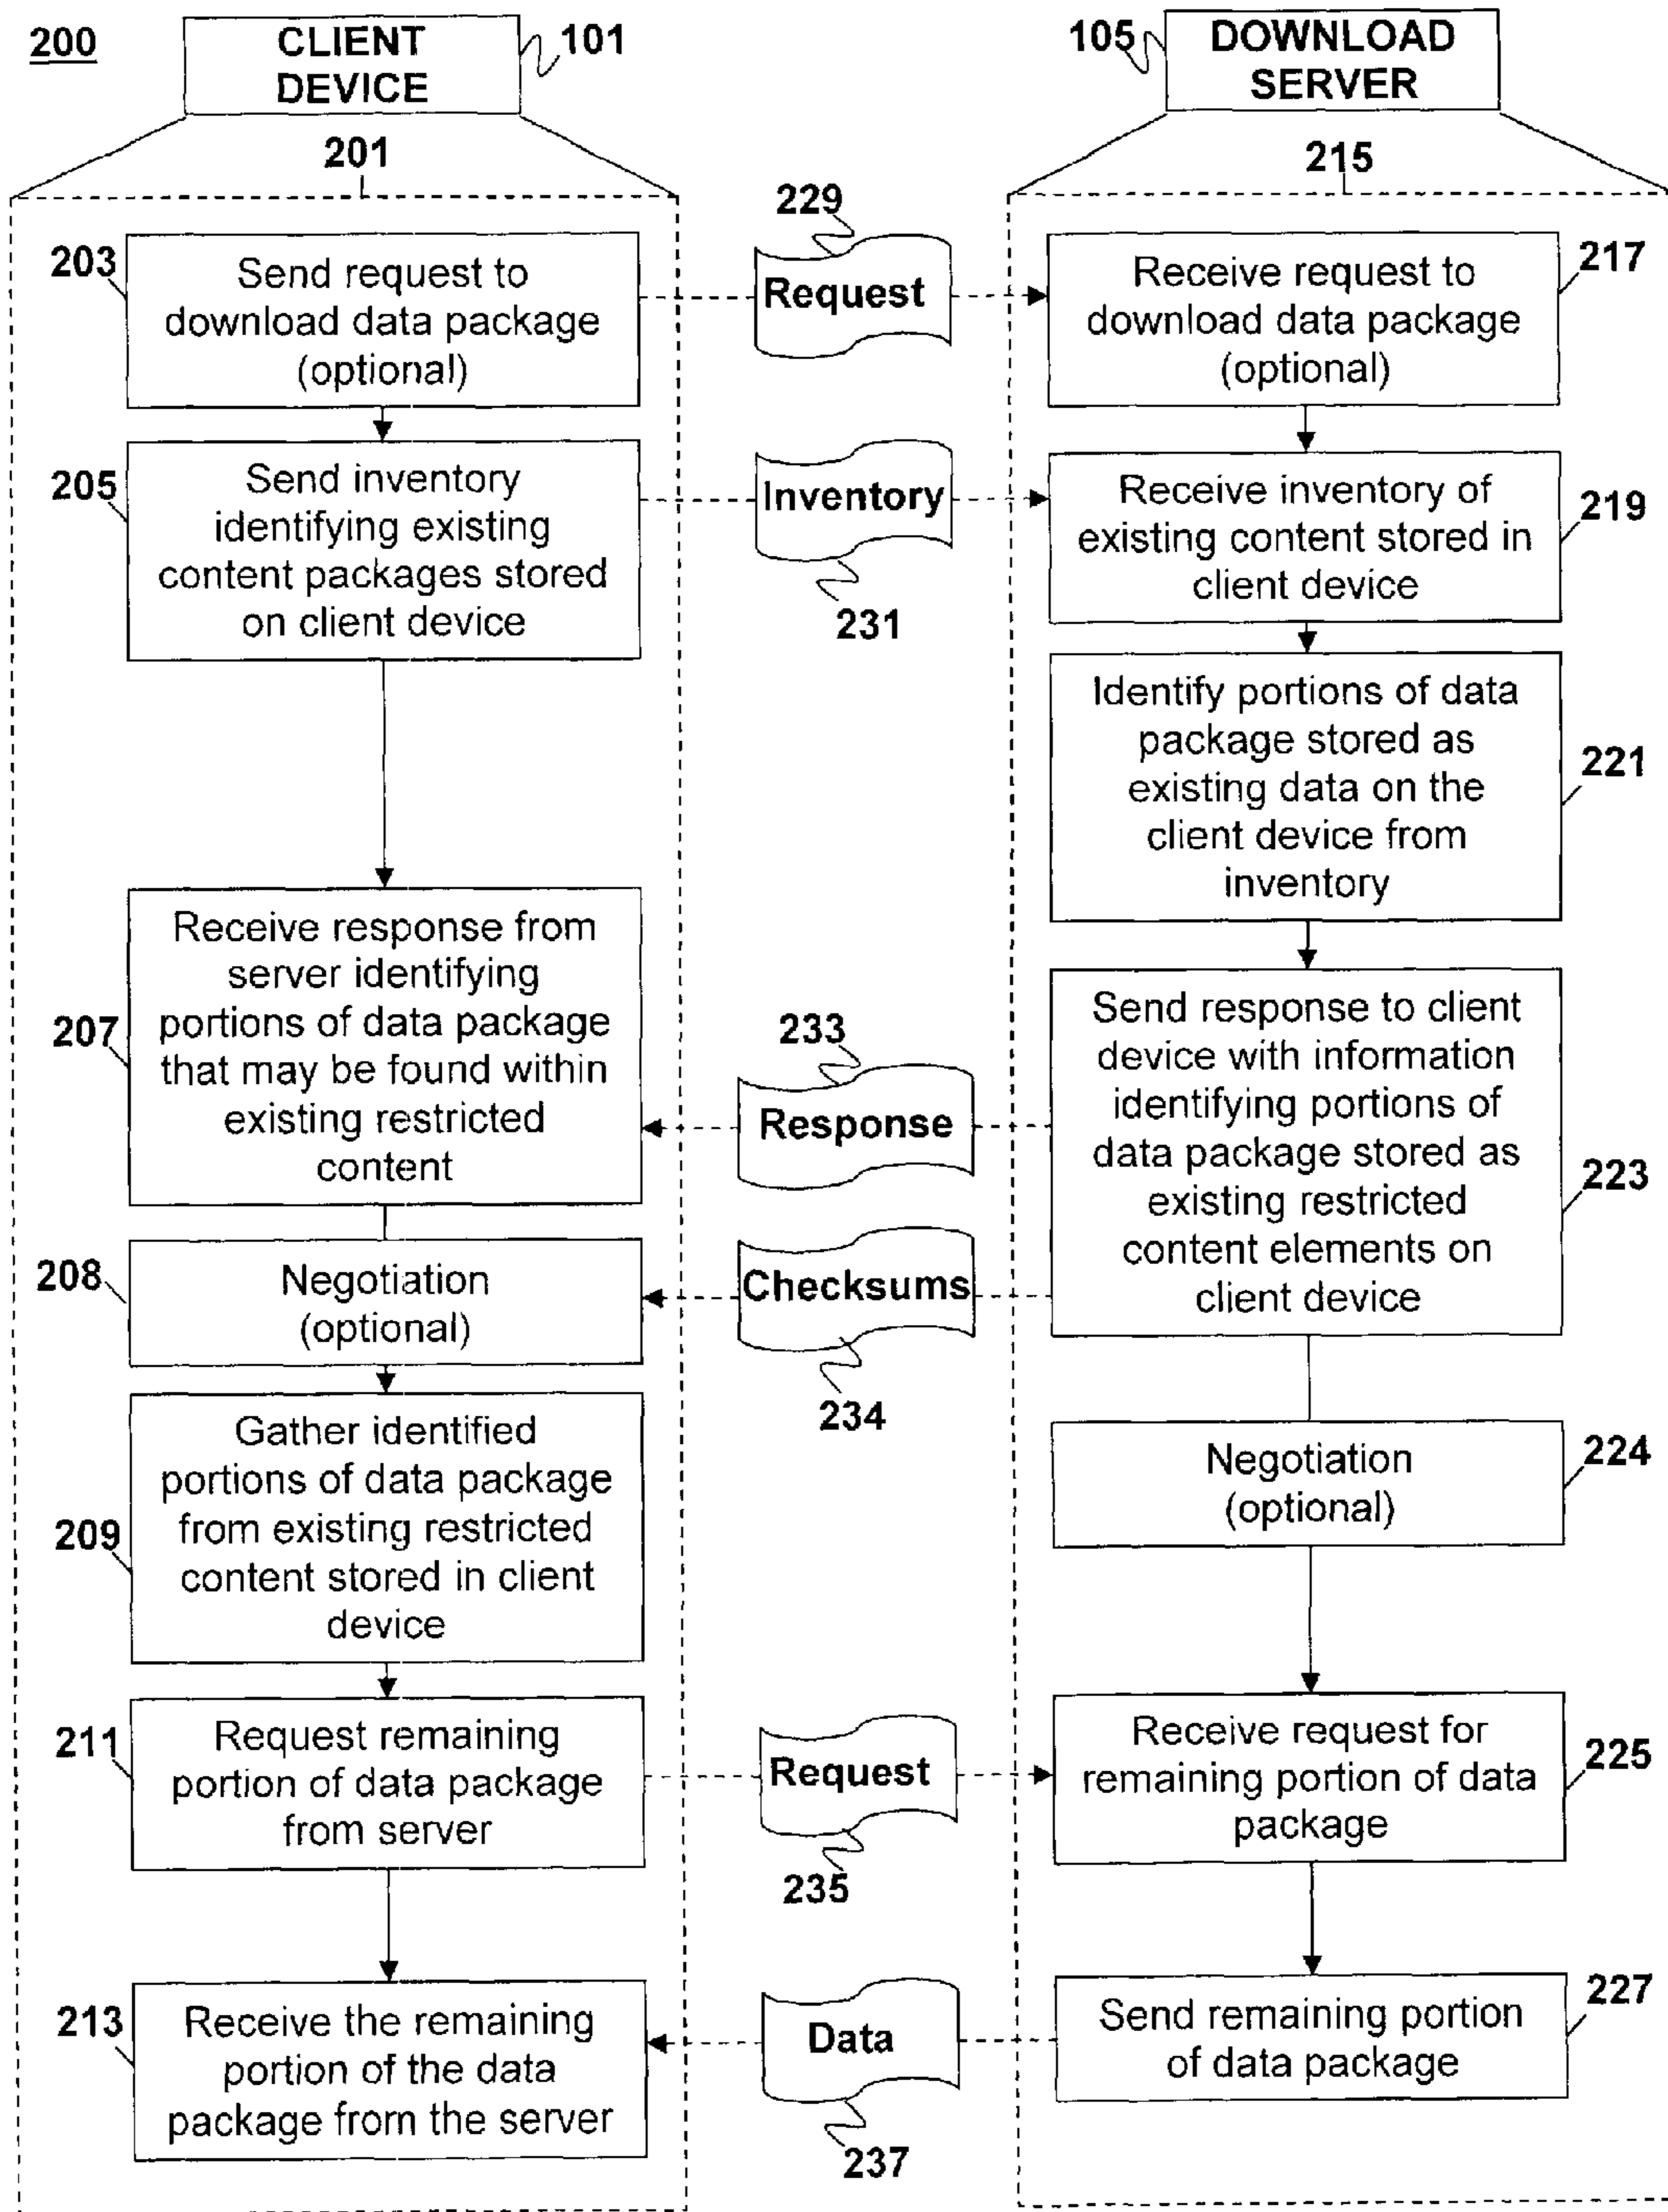 200
CLIENT
DEVICE
101
105
DOWNLOAD
SERVER
201
215
203
Send request to
download data package
(optional)
229
Request
Receive request to
download data package
(optional)
217
205
Send inventory
identifying existing
content packages stored
on client device
Inventory
231
Receive inventory of
existing content stored in
client device
219
Identify portions of data
package stored as
existing data on the
client device from
inventory
221
207
Receive response from
server identifying
portions of data package
that may be found within
existing restricted
content
233
Response
Send response to client
device with information
identifying portions of
data package stored as
existing restricted
content elements on
client device
223
208
Negotiation
(optional)
Checksums
234
209
Gather identified
portions of data package
from existing restricted
content stored in client
device
Negotiation
(optional)
224
211
Request remaining
portion of data package
from server
Request
235
Receive request for
remaining portion of data
package
225
213
Receive the remaining
portion of the data
package from the server
Data
237
Send remaining portion
of data package
227